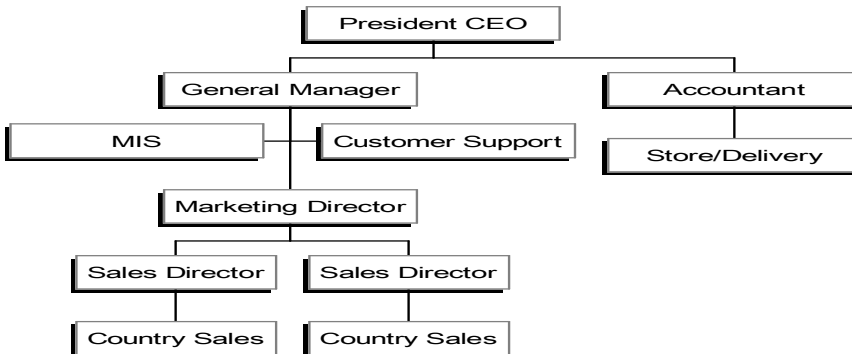 President CEO
General Manager
Accountant
MIS
Customer Support
Store/Delivery
Marketing Director
Sales Director
Sales Director
Country Sales
Country Sales